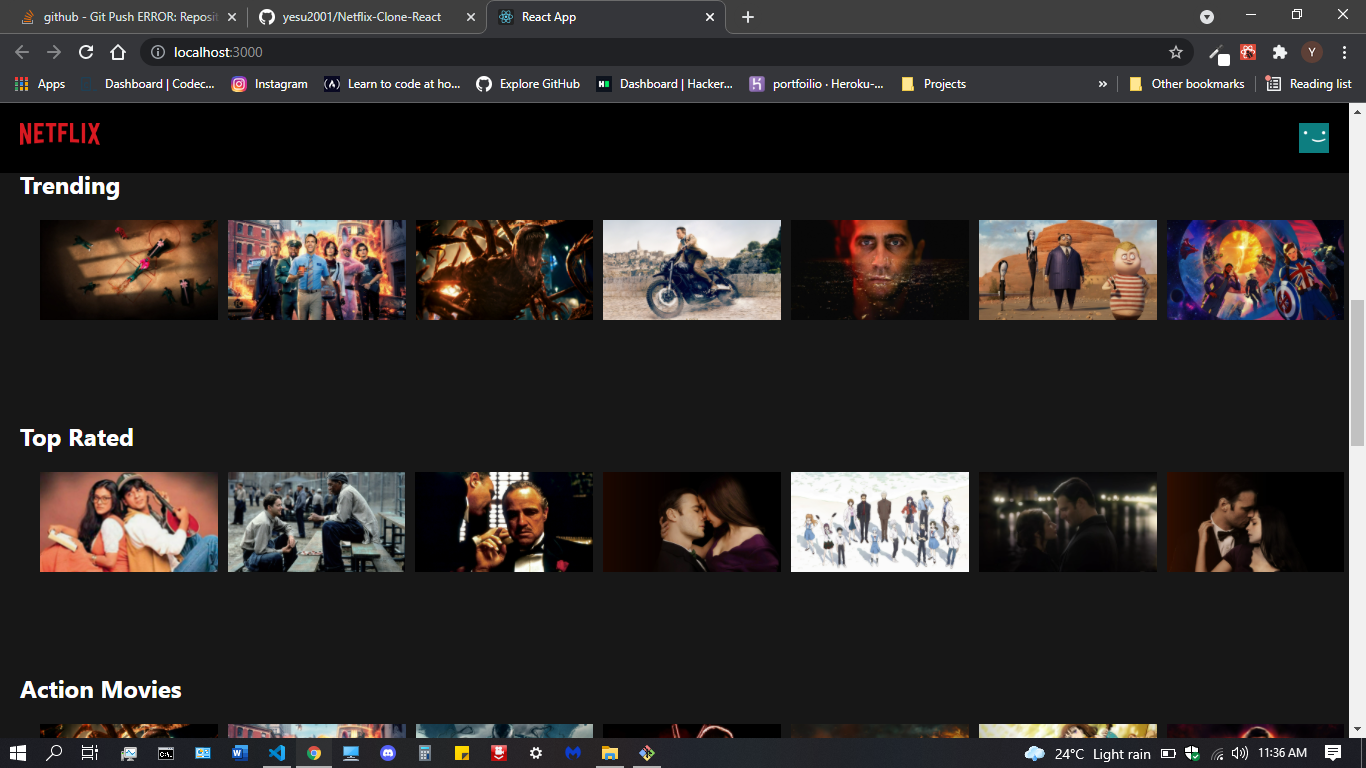 github - Git Push ERROR: Reposit
yesu2001/Netflix-Clone-React
React App
localhost:3000
Y
Apps
Dashboard | Codec...
Instagram
Learn to code at ho...
Explore GitHub
Dashboard | Hacker...
portfoilio · Heroku-...
Projects
»
Other bookmarks
Reading list
NETFLIX
Trending
Top Rated
Action Movies
24°C Light rain
11:36 AM